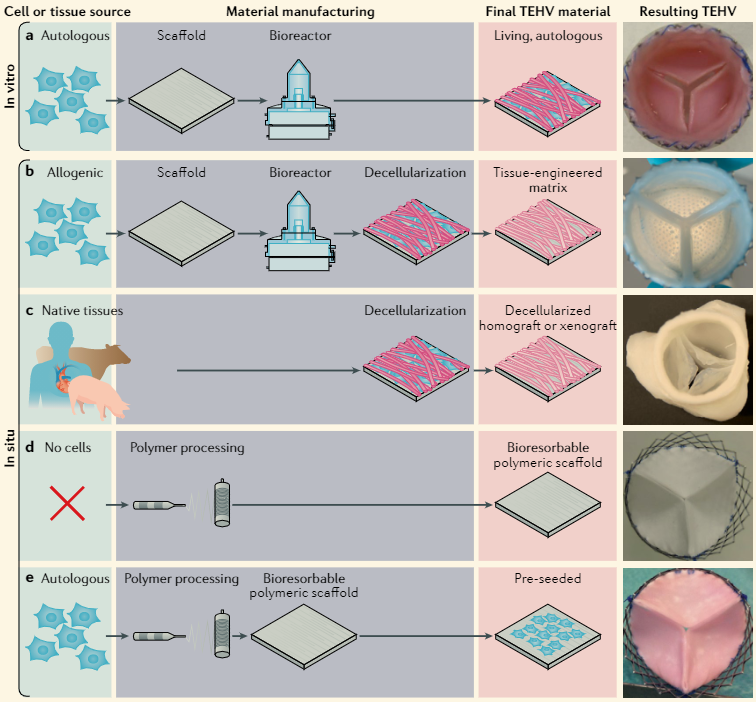 Cell or tissue source Material manufacturing Final TEHV material Resulting TEHV
In vitro
a Autologous Scaffold Bioreactor Living, autologous
In situ
b Allogenic Scaffold Bioreactor Decellularization Tissue-engineered
matrix
c Native tissues Decellularization Decellularized
homograft or xenograft
d No cells Polymer processing Bioresorbable
polymeric scaffold
e Autologous Polymer processing Bioresorbable Pre-seeded
polymeric scaffold